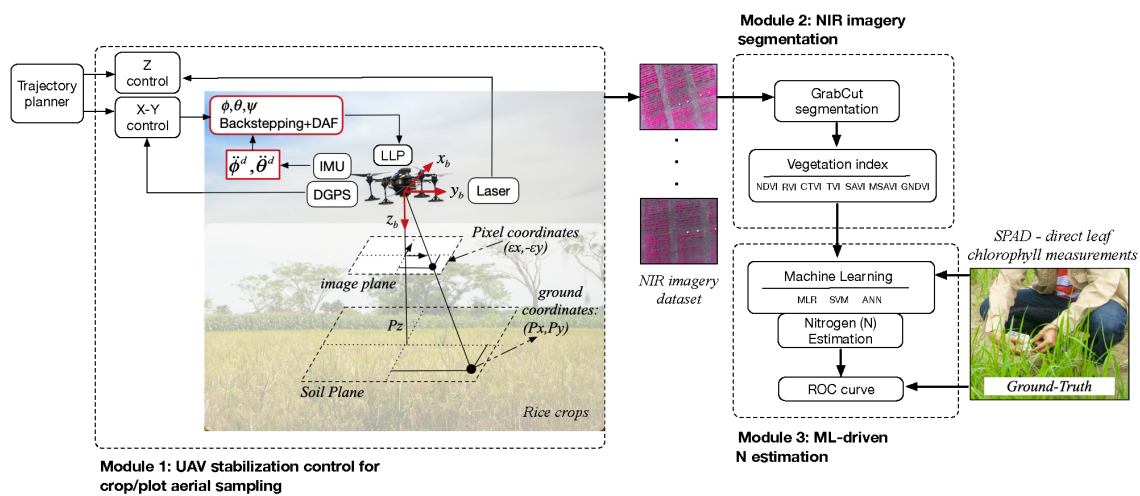 Module 2: NIR imagery
segmentation
Trajectory
planner
Z
control
X-Y
control
ϕ,θ,ψ
Backstepping+DAF
ϕ̈ᵈ,θ̈ᵈ
IMU
DGPS
LLP
Laser
x_b
y_b
z_b
Pixel coordinates
(εx,-εy)
image plane
Pz
ground
coordinates:
(Px,Py)
Soil Plane
Rice crops
Module 1: UAV stabilization control for
crop/plot aerial sampling
NIR imagery
dataset
GrabCut
segmentation
Vegetation index
NDVI RVI CTVI TVI SAVI MSAVI GNDVI
Machine Learning
MLR SVM ANN
Nitrogen (N)
Estimation
ROC curve
Module 3: ML-driven
N estimation
SPAD - direct leaf
chlorophyll measurements
Ground-Truth